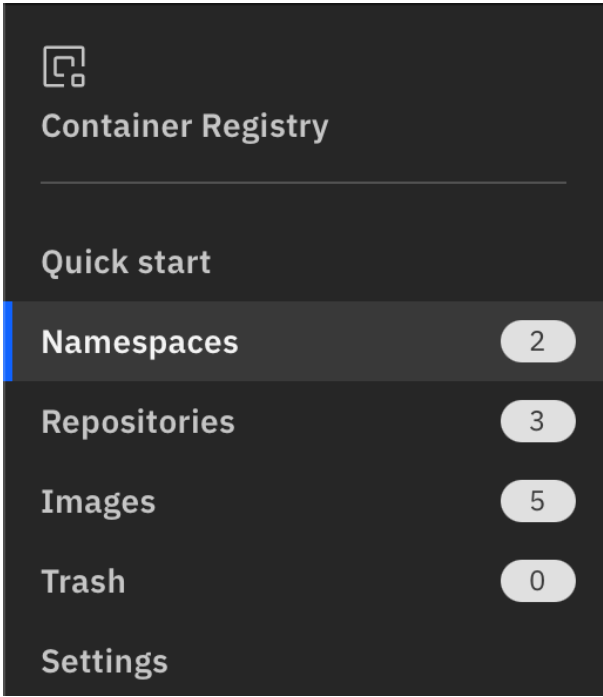 Container Registry
Quick start
Namespaces 2
Repositories 3
Images 5
Trash 0
Settings